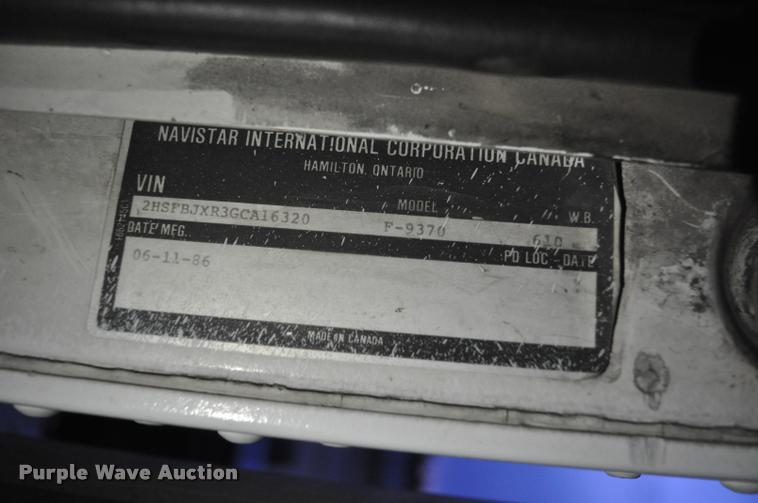 NAVISTAR INTERNATIONAL CORPORATION CANADA
HAMILTON, ONTARIO
VIN MODEL W.B.
2HSFBJXR3GCA16320 F-9370 610
DATE MFG. PD LOC - DATE
06-11-86
MADE IN CANADA
Purple Wave Auction